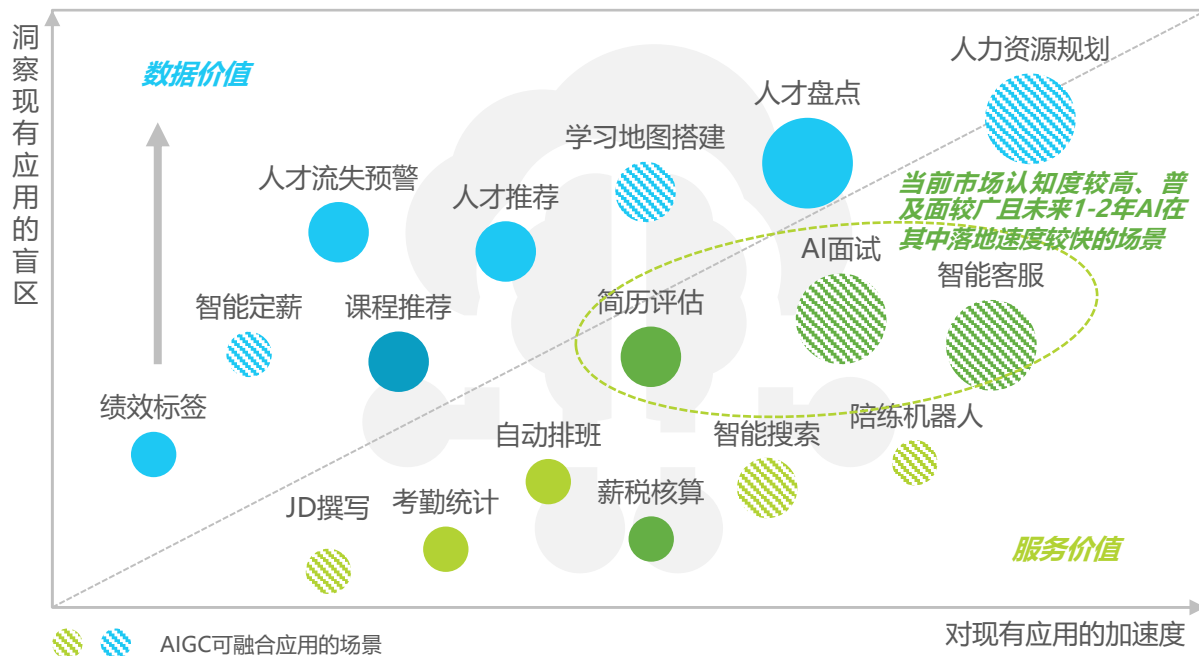 洞察现有应用的盲区
数据价值
人力资源规划
人才盘点
学习地图搭建
人才流失预警
人才推荐
当前市场认知度较高、普
及面较广且未来1-2年AI在
其中落地速度较快的场景
AI面试
智能客服
智能定薪
课程推荐
简历评估
绩效标签
自动排班
智能搜索
陪练机器人
JD撰写
考勤统计
薪税核算
服务价值
AIGC可融合应用的场景
对现有应用的加速度